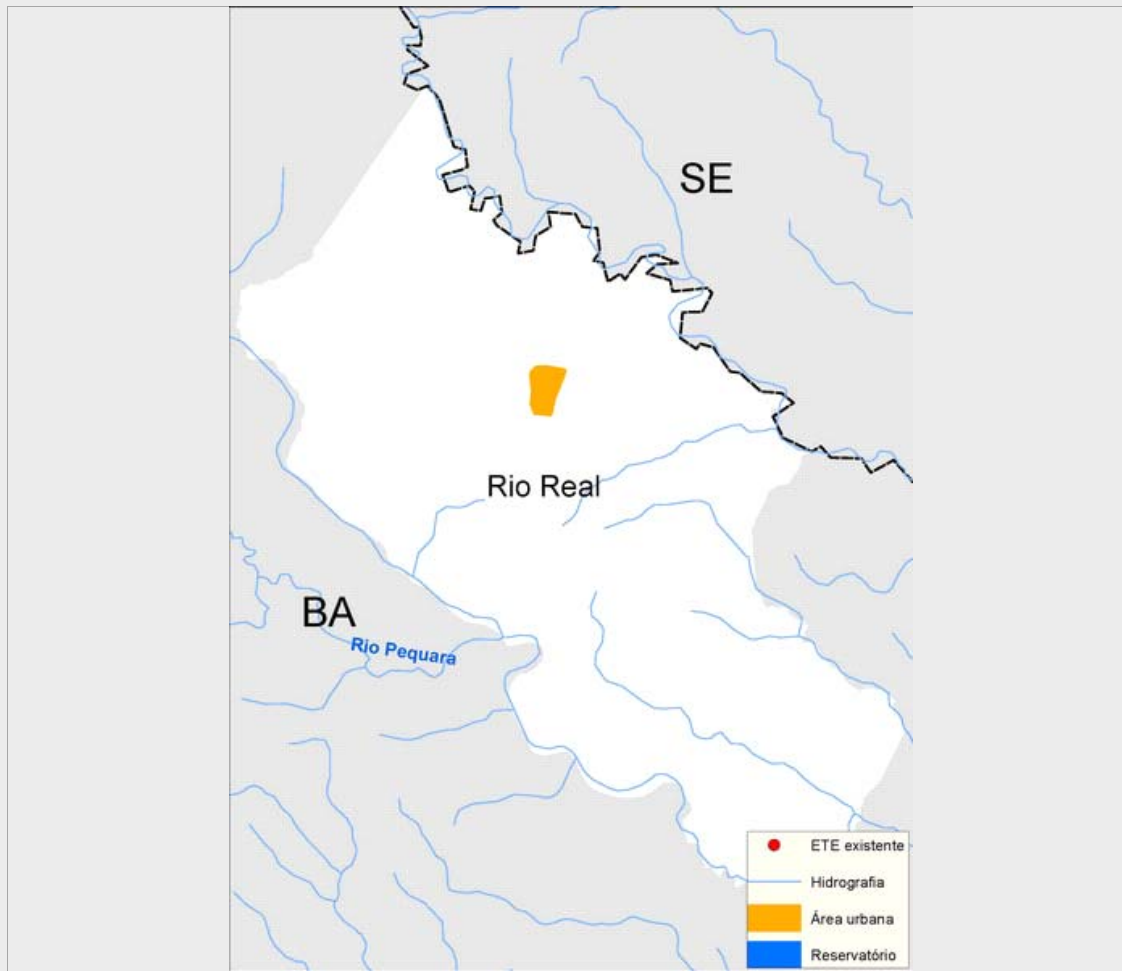 SE
Rio Real
BA
Rio Pequara
ETE existente
Hidrografia
Área urbana
Reservatório